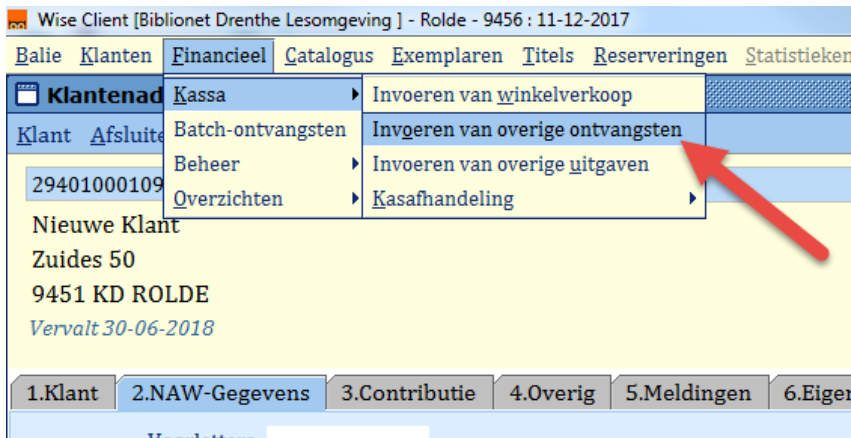 Wise Client [Biblionet Drenthe Lesomgeving ] - Rolde - 9456 : 11-12-2017
Balie Klanten Financieel Catalogus Exemplaren Titels Reserveringen Statistieken
Klantenad
Kassa
Invoeren van winkelverkoop
Klant Afsluite
Batch-ontvangsten
Invoeren van overige ontvangsten
Beheer
Invoeren van overige uitgaven
29401000109
Overzichten
Kasafhandeling
Nieuwe Klant
Zuides 50
9451 KD ROLDE
Vervalt 30-06-2018
1.Klant 2.NAW-Gegevens 3.Contributie 4.Overig 5.Meldingen 6.Eiger